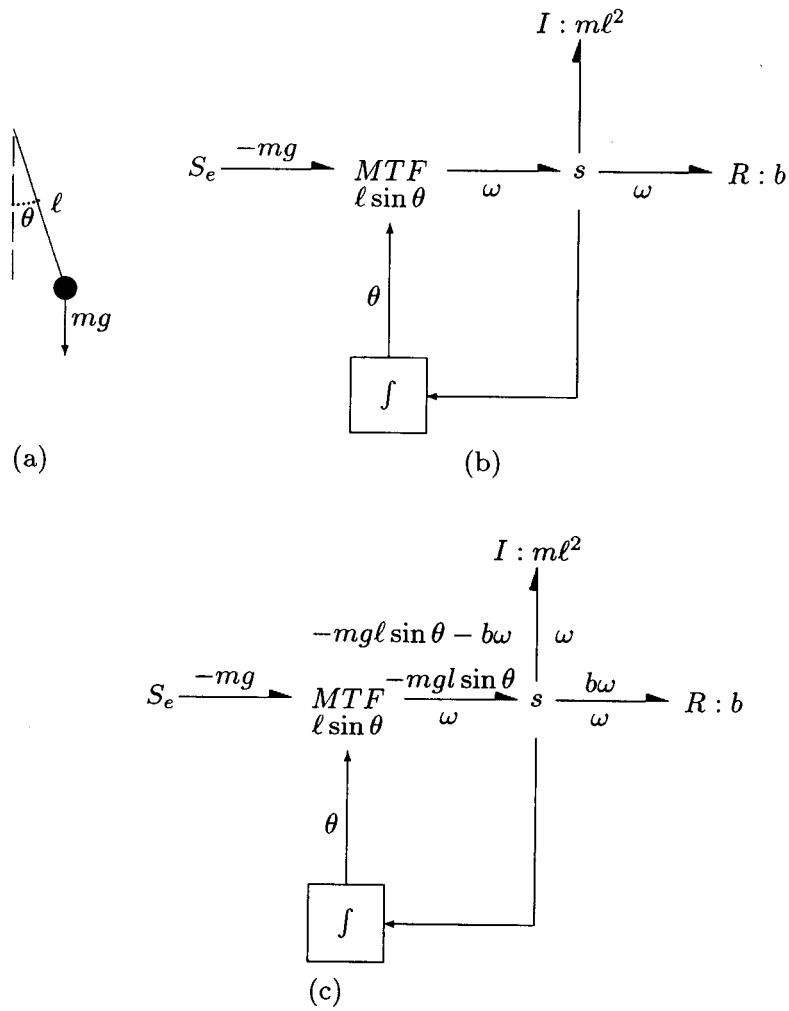 θ ℓ
mg
(a)
I : mℓ²
S_e −mg MTF ω s ω R : b
ℓ sin θ
θ
∫
(b)
I : mℓ²
−mgℓ sin θ − bω ω
S_e −mg MTF −mgl sin θ ω s bω ω R : b
ℓ sin θ
θ
∫
(c)